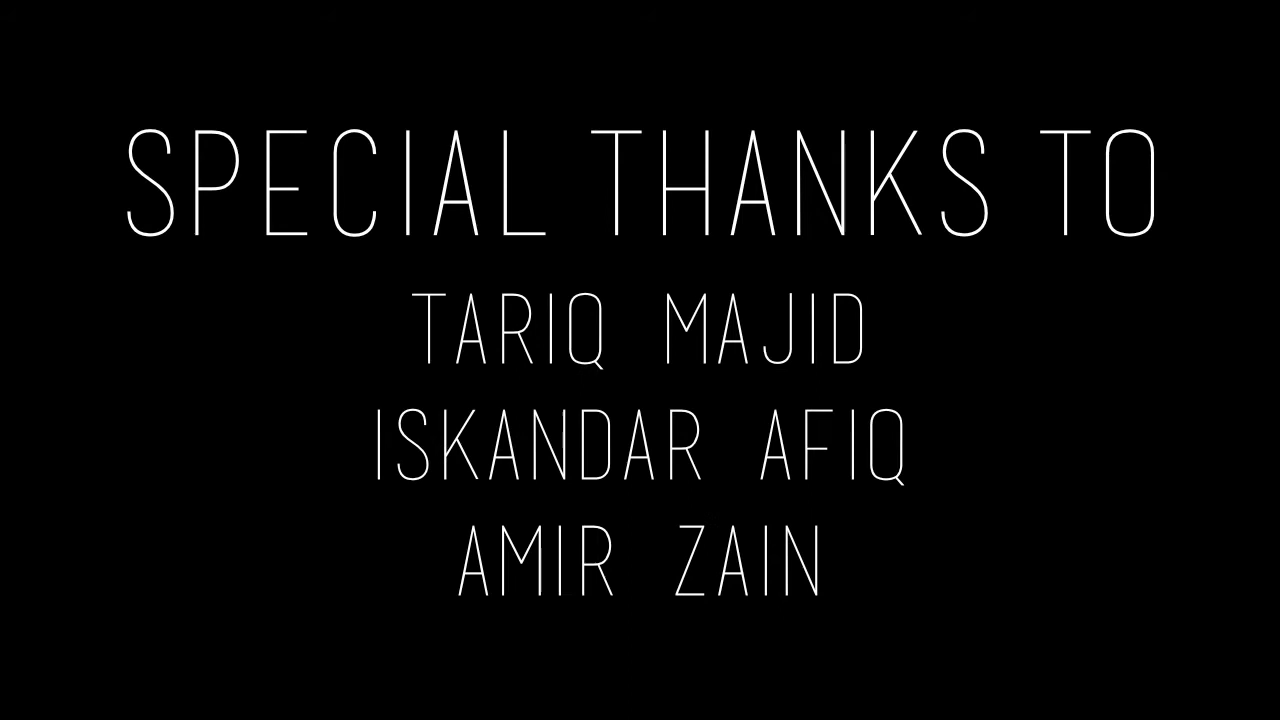 SPECIAL THANKS TO
TARIQ MAJID
ISKANDAR AFIQ
AMIR ZAIN